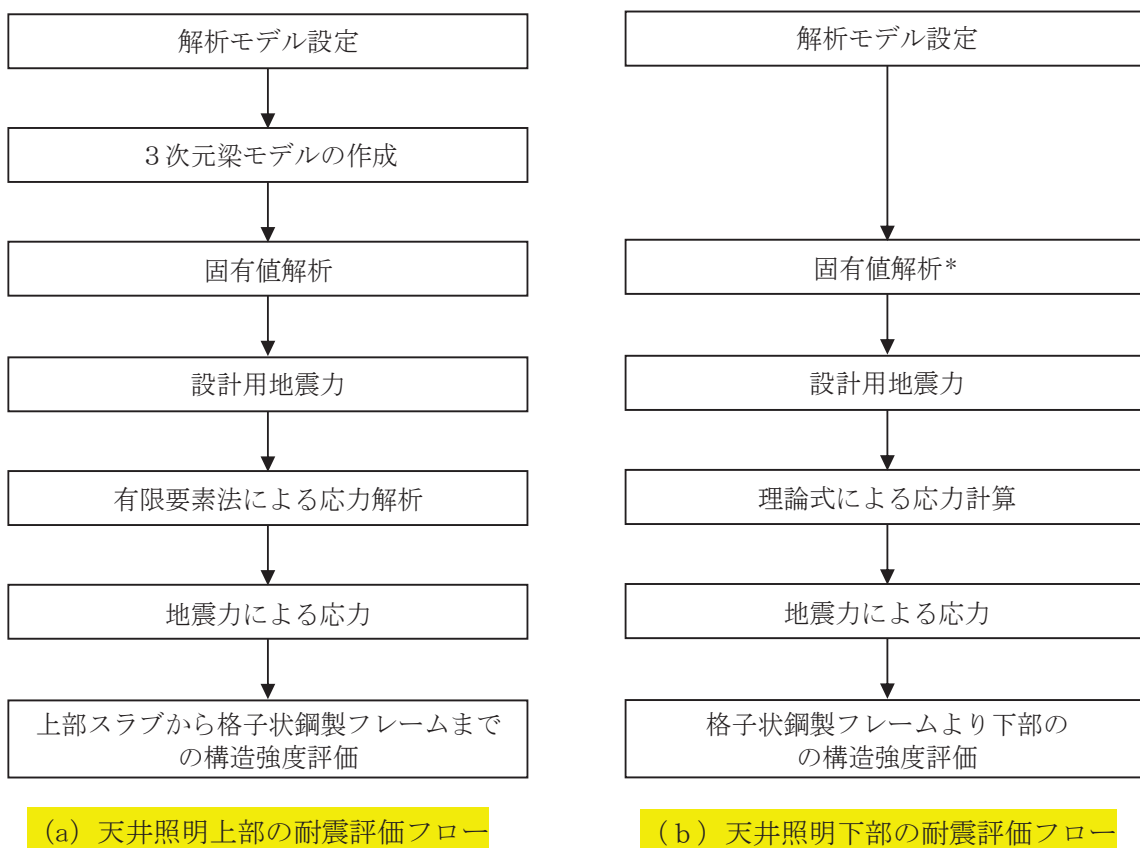 解析モデル設定
３次元梁モデルの作成
固有値解析
設計用地震力
有限要素法による応力解析
地震力による応力
上部スラブから格子状鋼製フレームまで
の構造強度評価
(a) 天井照明上部の耐震評価フロー
解析モデル設定
固有値解析*
設計用地震力
理論式による応力計算
地震力による応力
格子状鋼製フレームより下部の
の構造強度評価
(ｂ) 天井照明下部の耐震評価フロー